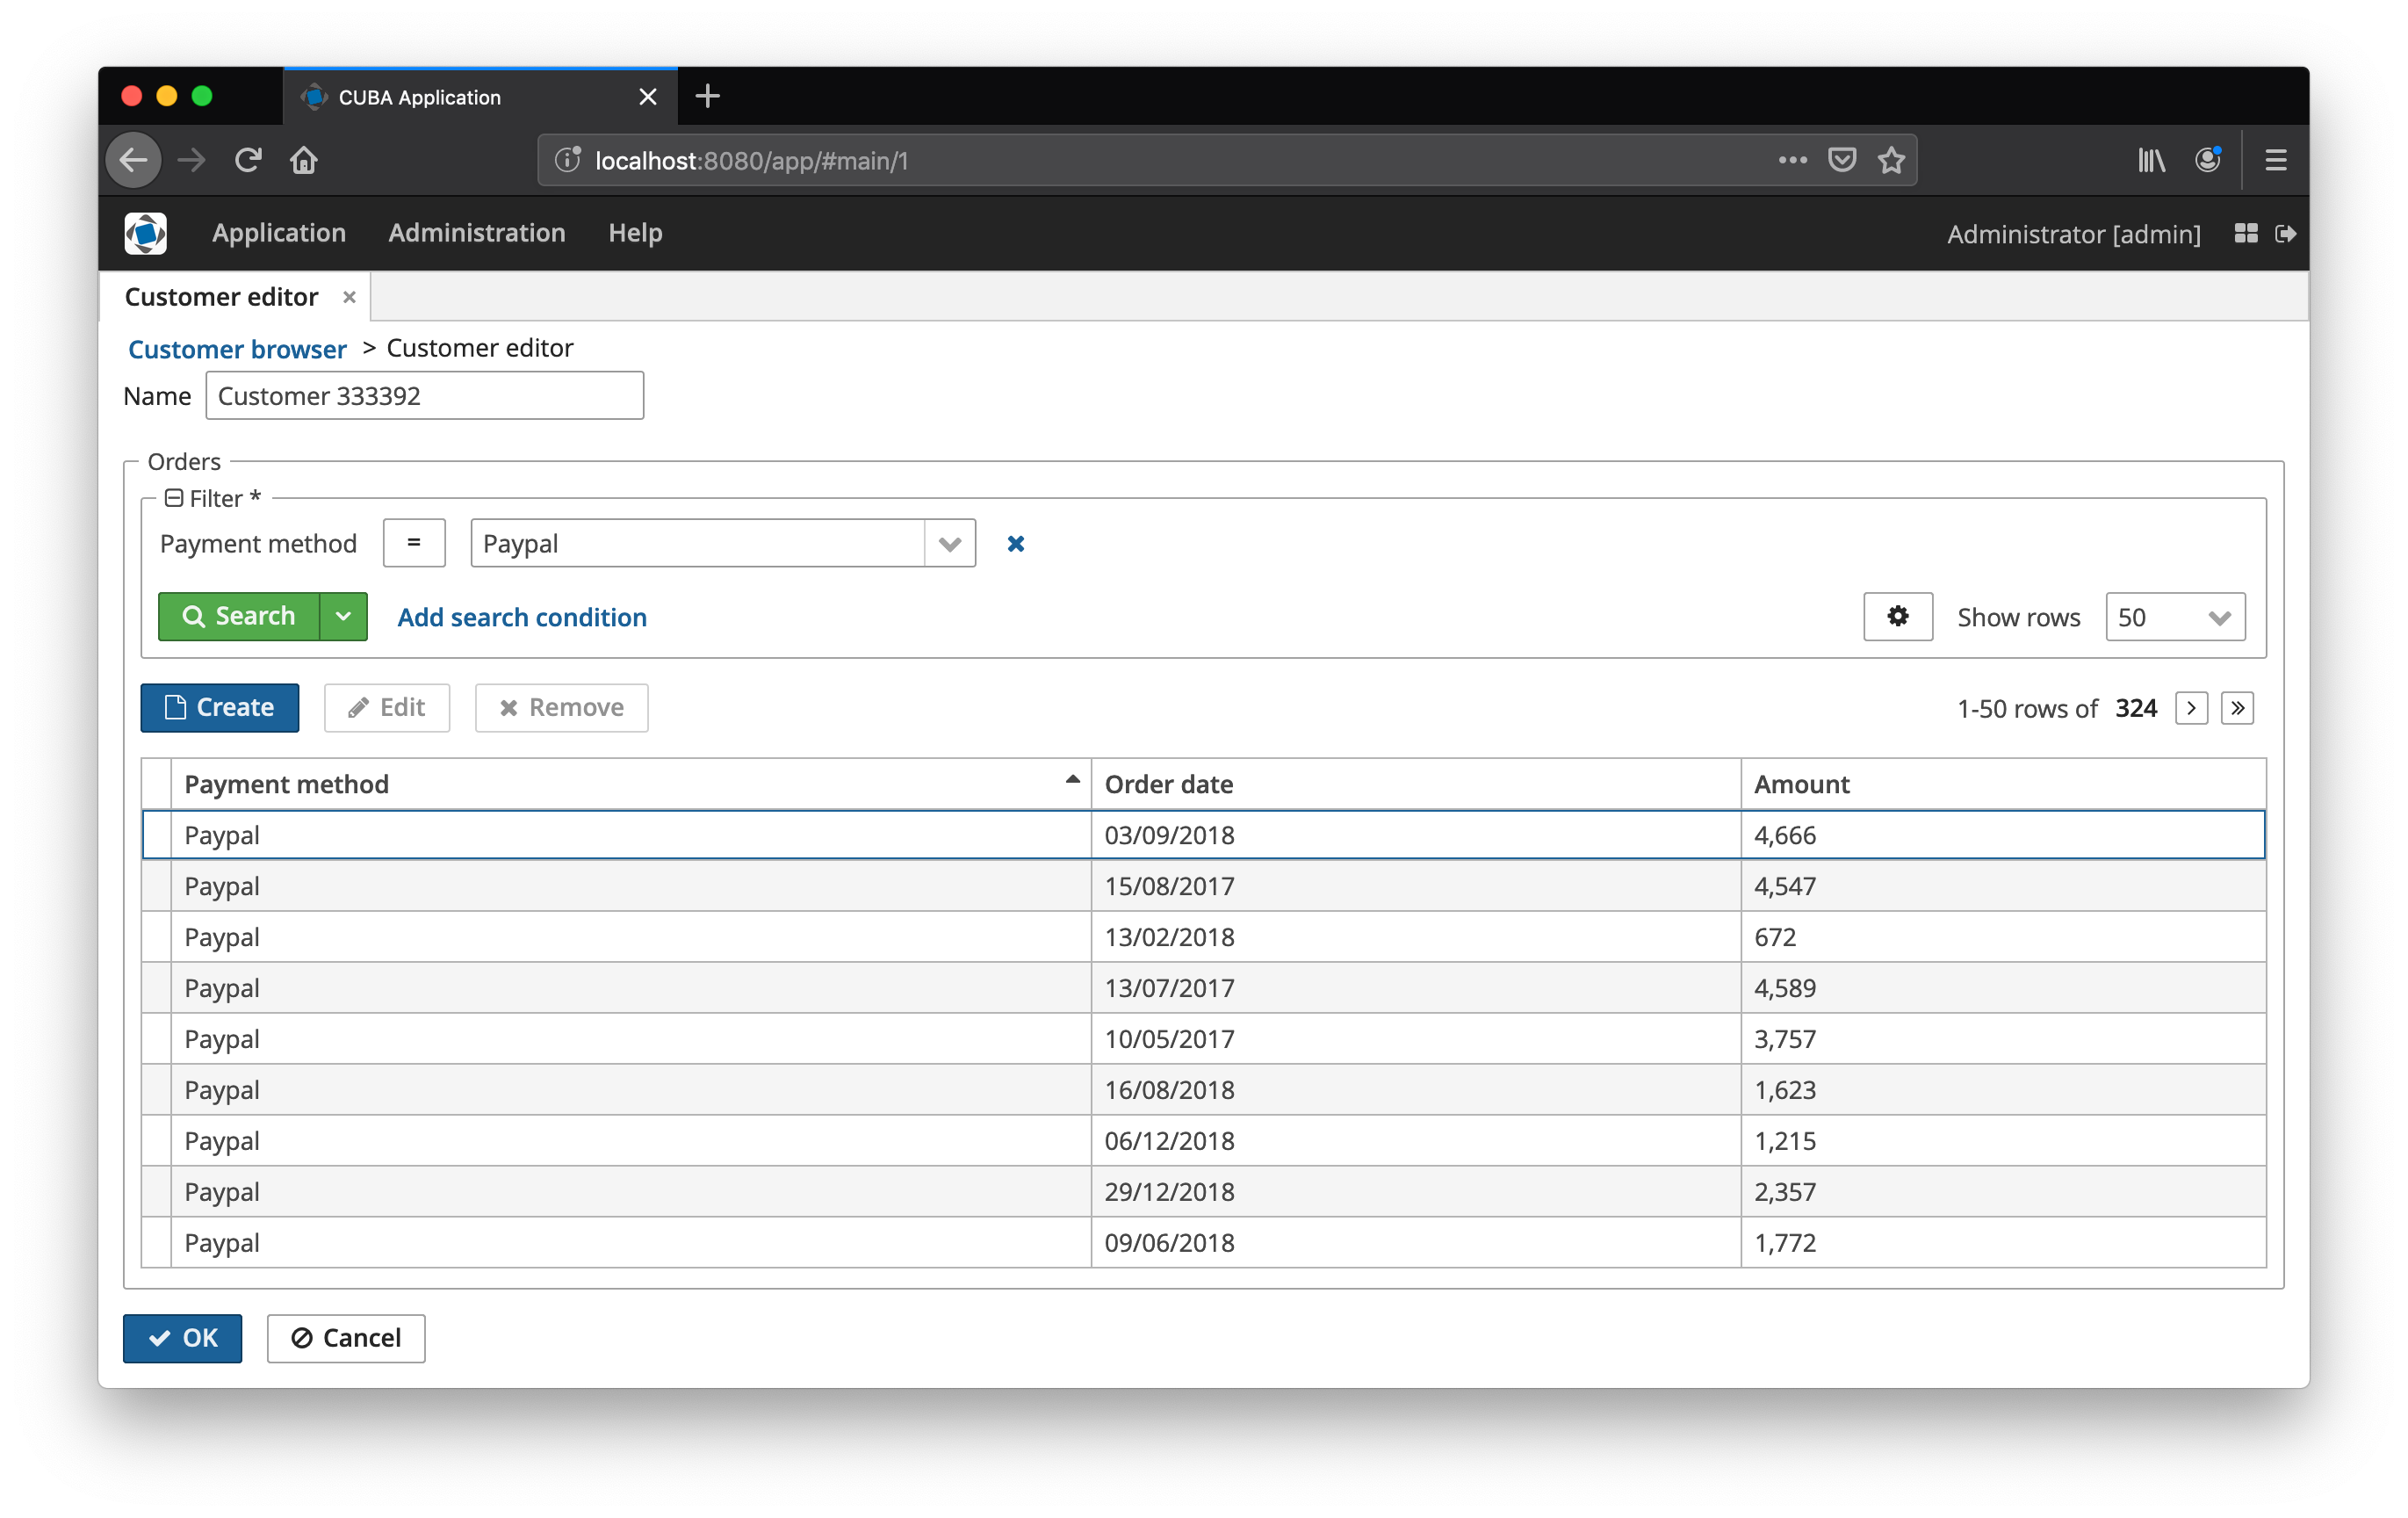 CUBA Application
localhost:8080/app/#main/1
Application Administration Help Administrator [admin]
Customer editor
Customer browser > Customer editor
Name Customer 333392
Orders
Filter *
Payment method = Paypal
Search Add search condition Show rows 50
Create Edit Remove 1-50 rows of 324
Payment method Order date Amount
Paypal 03/09/2018 4,666
Paypal 15/08/2017 4,547
Paypal 13/02/2018 672
Paypal 13/07/2017 4,589
Paypal 10/05/2017 3,757
Paypal 16/08/2018 1,623
Paypal 06/12/2018 1,215
Paypal 29/12/2018 2,357
Paypal 09/06/2018 1,772
OK Cancel